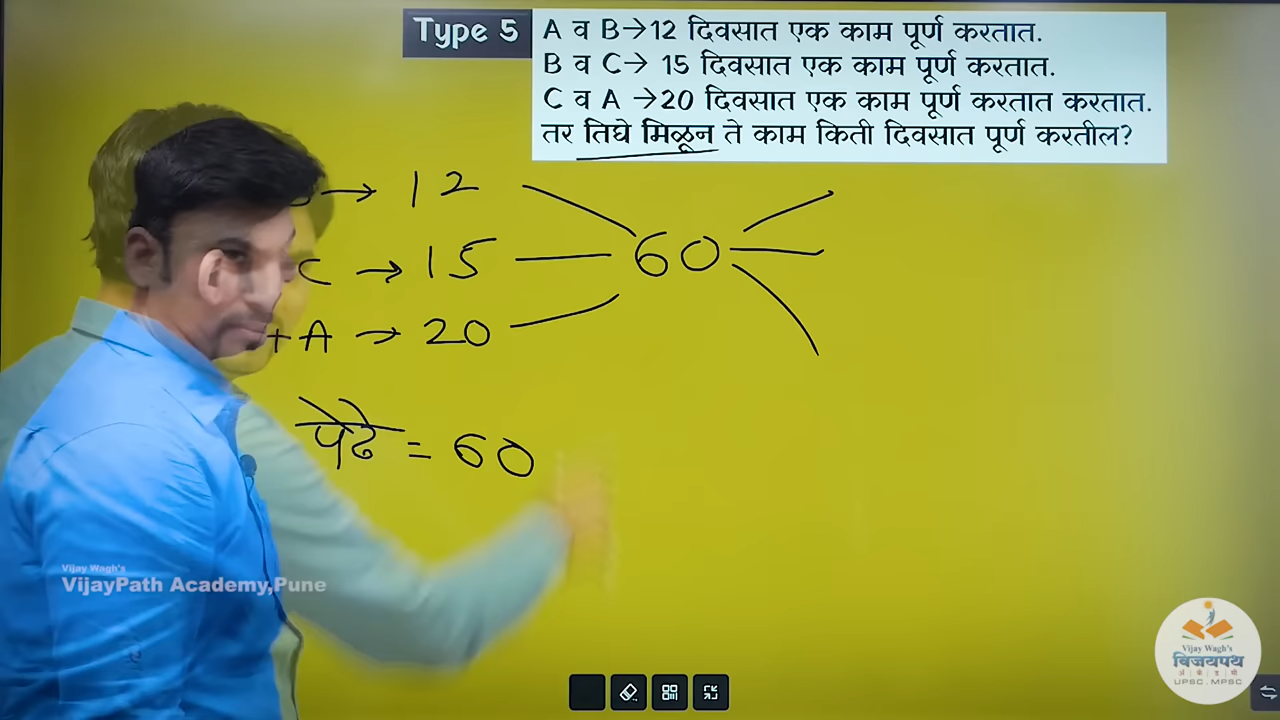 Type 5
A व B→12 दिवसात एक काम पूर्ण करतात.
B व C→ 15 दिवसात एक काम पूर्ण करतात.
C व A →20 दिवसात एक काम पूर्ण करतात करतात.
तर तिघे मिळून ते काम किती दिवसात पूर्ण करतील?
→ 12
C → 15
60
+ A → 20
पेढे = 60
Vijay Wagh's
VijayPath Academy,Pune
Vijay Wagh's
विजयपथ
UPSC.MPSC